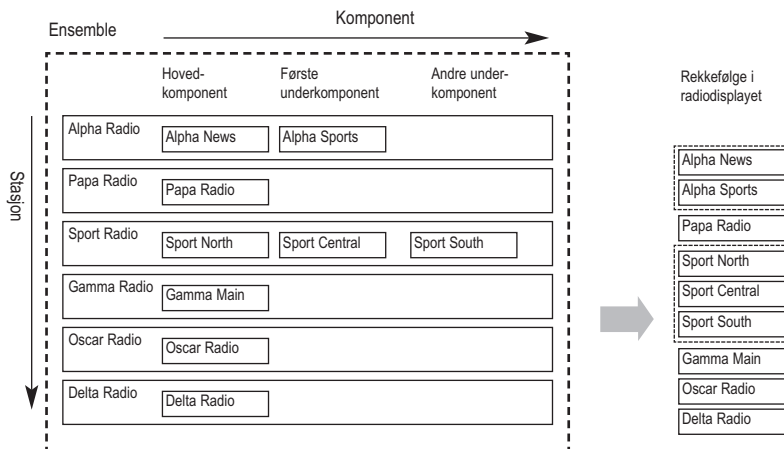 Ensemble
Komponent
Hoved-
komponent
Første
underkomponent
Andre under-
komponent
Stasjon
Alpha Radio
Alpha News
Alpha Sports
Papa Radio
Papa Radio
Sport Radio
Sport North
Sport Central
Sport South
Gamma Radio
Gamma Main
Oscar Radio
Oscar Radio
Delta Radio
Delta Radio
Rekkefølge i
radiodisplayet
Alpha News
Alpha Sports
Papa Radio
Sport North
Sport Central
Sport South
Gamma Main
Oscar Radio
Delta Radio